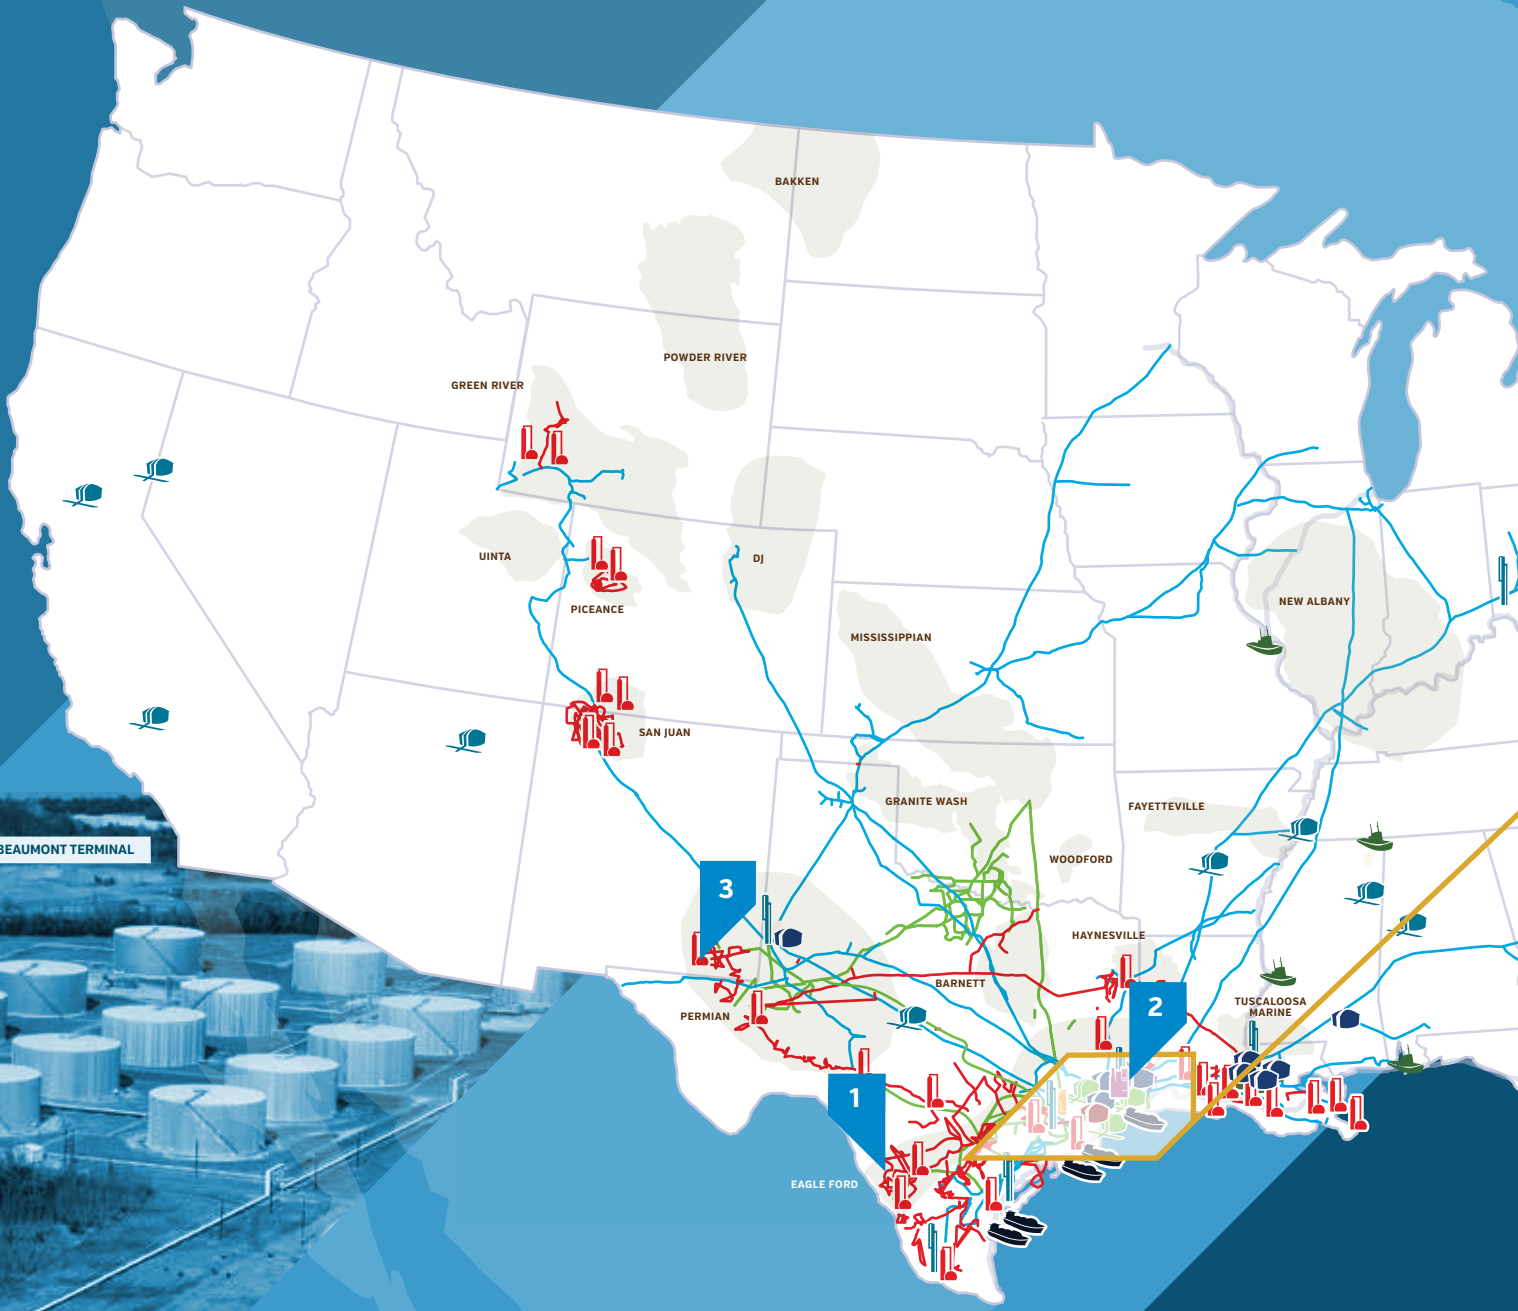 BAKKEN
POWDER RIVER
GREEN RIVER
UINTA
DJ
PICEANCE
NEW ALBANY
MISSISSIPPIAN
SAN JUAN
GRANITE WASH
FAYETTEVILLE
BEAUMONT TERMINAL
WOODFORD
3
HAYNESVILLE
BARNETT
TUSCALOOSA
MARINE
2
PERMIAN
1
EAGLE FORD